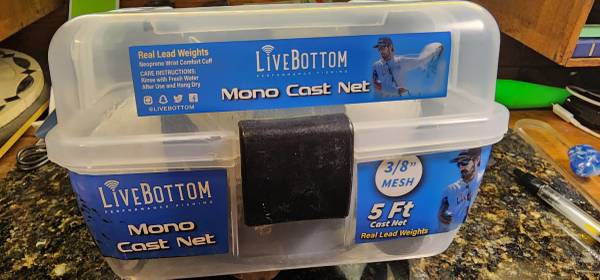 Real Lead Weights
Neoprene Wrist Comfort Cuff
CARE INSTRUCTIONS:
Rinse with Fresh Water
After Use and Hang Dry
@LIVEBOTTOM
LIVEBOTTOM
PERFORMANCE FISHING
Mono Cast Net
LIVEBOTTOM
PERFORMANCE FISHING
Mono
Cast Net
3/8"
MESH
5 Ft
Cast Net
Real Lead Weights